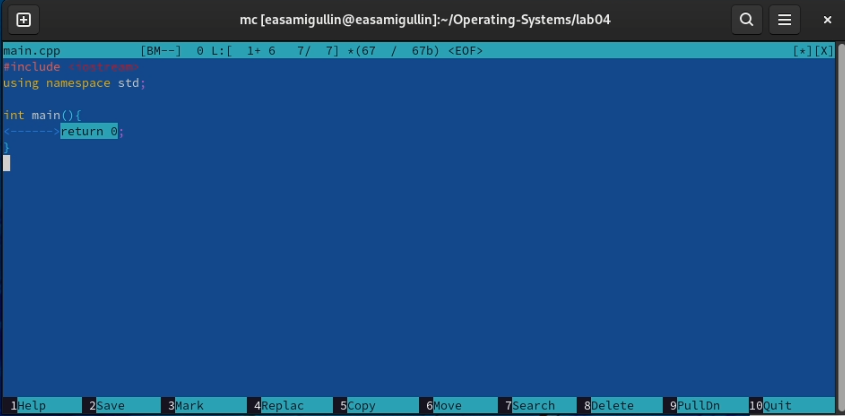 mc [easamigullin@easamigullin]:~/Operating-Systems/lab04
main.cpp [BM--] 0 L:[ 1+ 6 7/ 7] *(67 / 67b) <EOF> [*][X]
#include <iostream>
using namespace std;
int main(){
<------>return 0;
}
1Help 2Save 3Mark 4Replac 5Copy 6Move 7Search 8Delete 9PullDn 10Quit